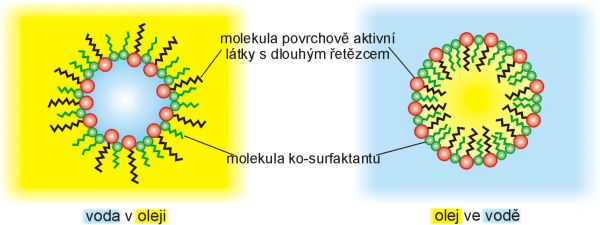 molekula povrchově aktivní
látky s dlouhým řetězcem
molekula ko-surfaktantu
voda v oleji
olej ve vodě